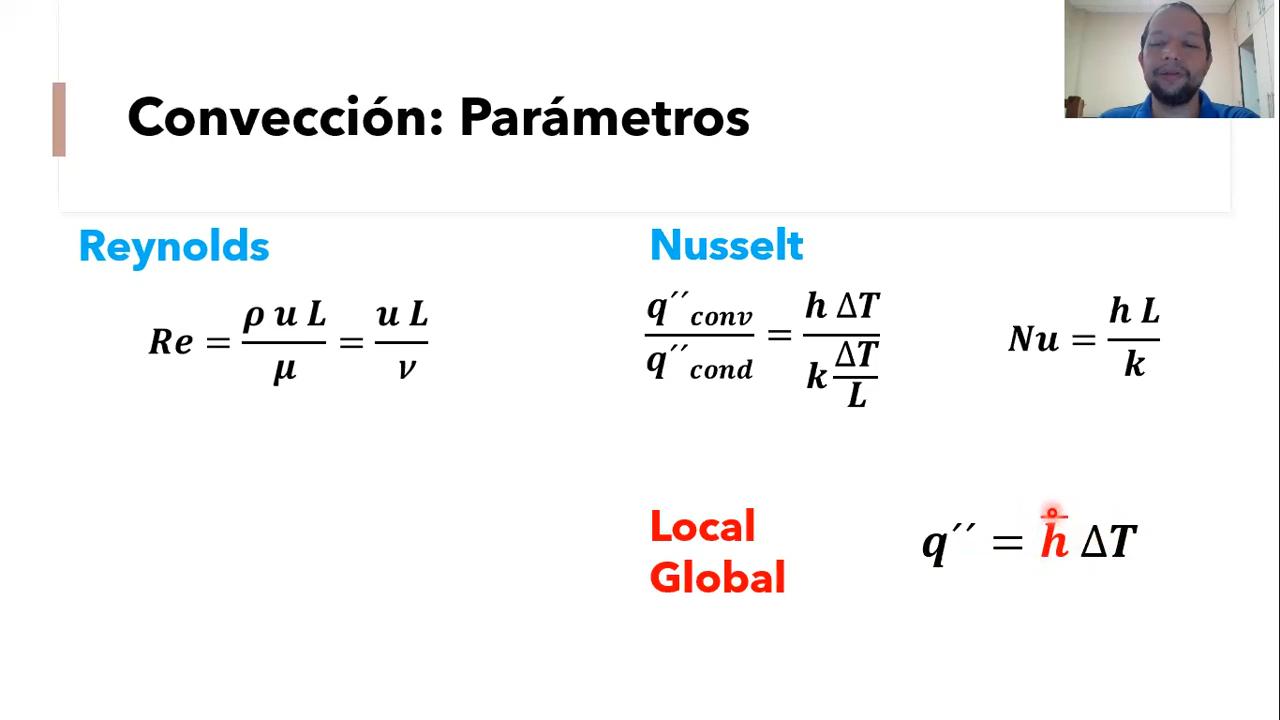 Convección: Parámetros
Reynolds
Re = ρ u L / μ = u L / ν
Nusselt
q´´conv / q´´cond = h ΔT / k ΔT / L
Nu = h L / k
Local
Global
q´´ = h̅ ΔT